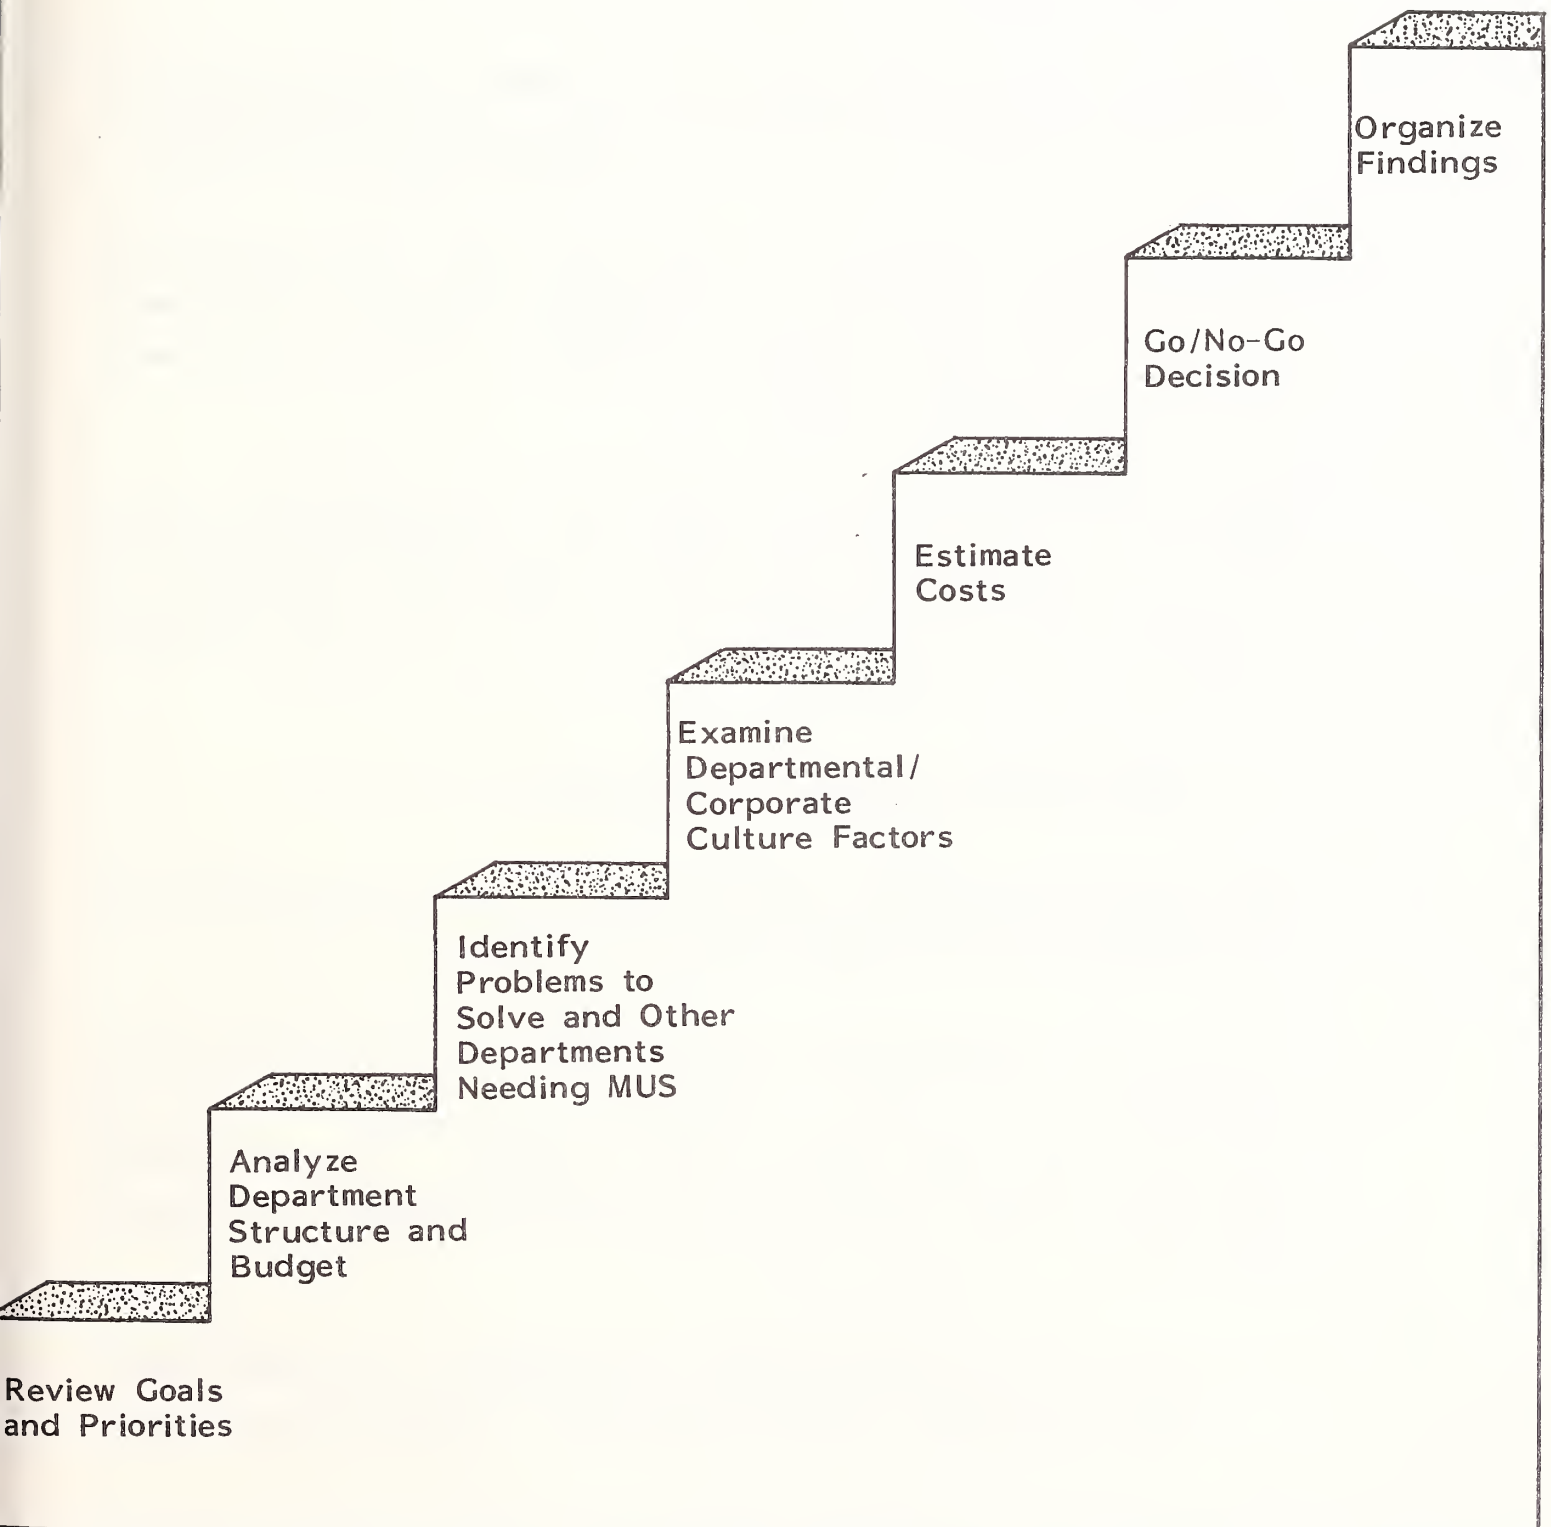 Organize
Findings
Go/No-Go
Decision
Estimate
Costs
Examine
Departmental/
Corporate
Culture Factors
Identify
Problems to
Solve and Other
Departments
Needing MUS
Analyze
Department
Structure and
Budget
Review Goals
and Priorities